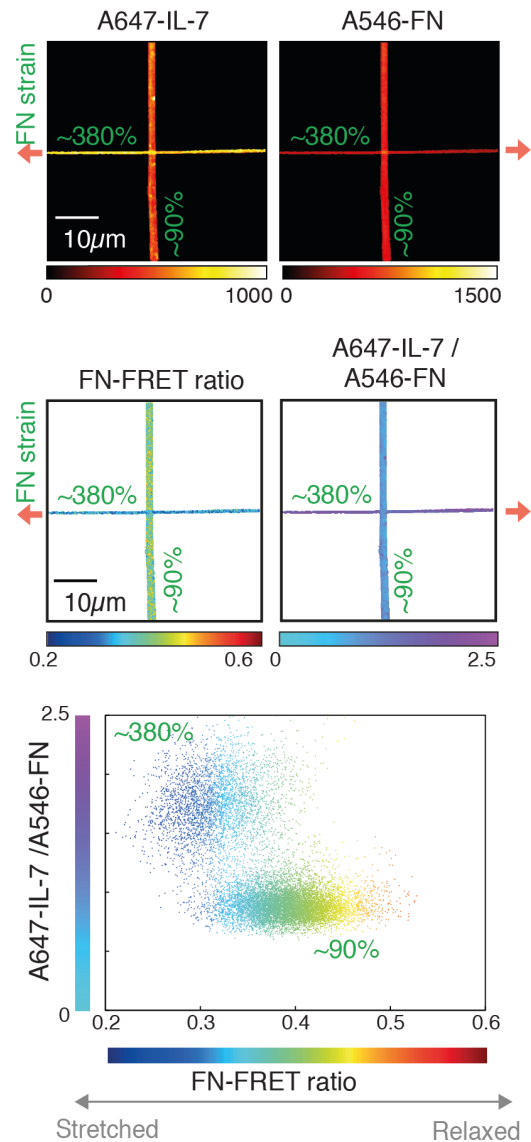 A647-IL-7
A546-FN
FN strain
~380%
~90%
10µm
~380%
~90%
0
1000
0
1500
FN-FRET ratio
A647-IL-7 /
A546-FN
FN strain
~380%
~90%
10µm
~380%
~90%
0.2
0.6
0
2.5
A647-IL-7 /A546-FN
2.5
0
~380%
~90%
0.2
0.3
0.4
0.5
0.6
FN-FRET ratio
Stretched
Relaxed